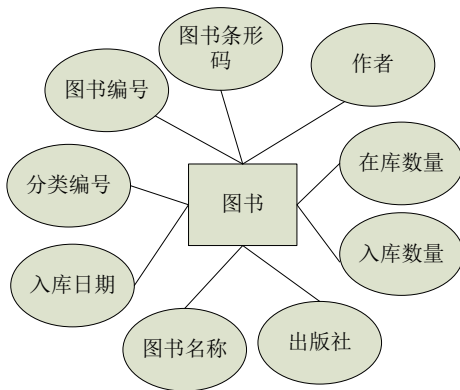 图书条形
码
作者
图书编号
在库数量
分类编号
图书
入库数量
入库日期
图书名称
出版社